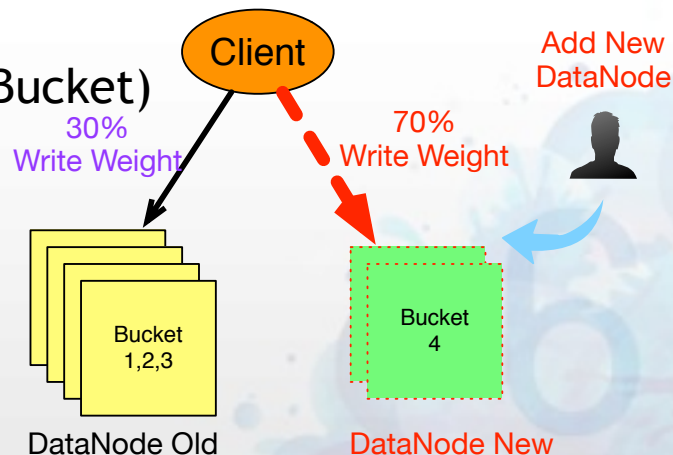 Client
Add New
DataNode
Bucket)
30%
Write Weight
70%
Write Weight
Bucket
1,2,3
Bucket
4
DataNode Old
DataNode New